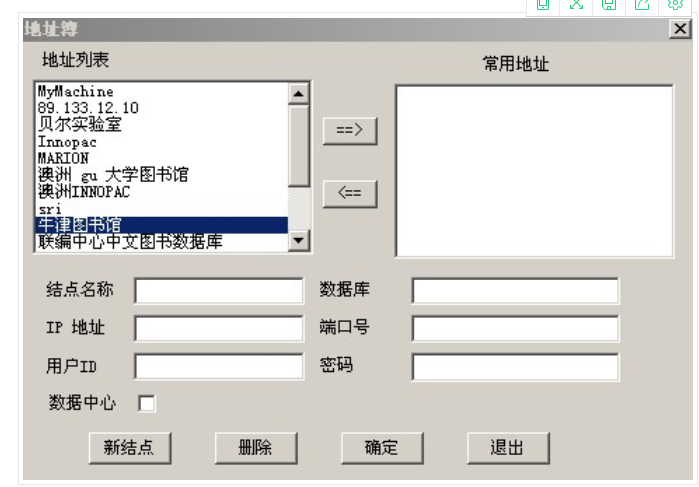 地址簿
地址列表
常用地址
MyMachine
89.133.12.10
贝尔实验室
Innopac
MARION
澳洲 gu 大学图书馆
澳洲INNOPAC
sri
牛津图书馆
联编中心中文图书数据库
==>
<==
结点名称
数据库
IP 地址
端口号
用户ID
密码
数据中心
新结点
删除
确定
退出